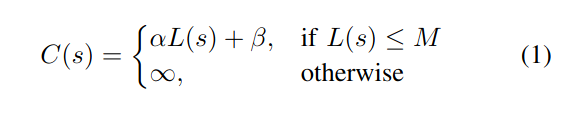 C(s) = { αL(s) + β, if L(s) ≤ M
∞, otherwise (1)